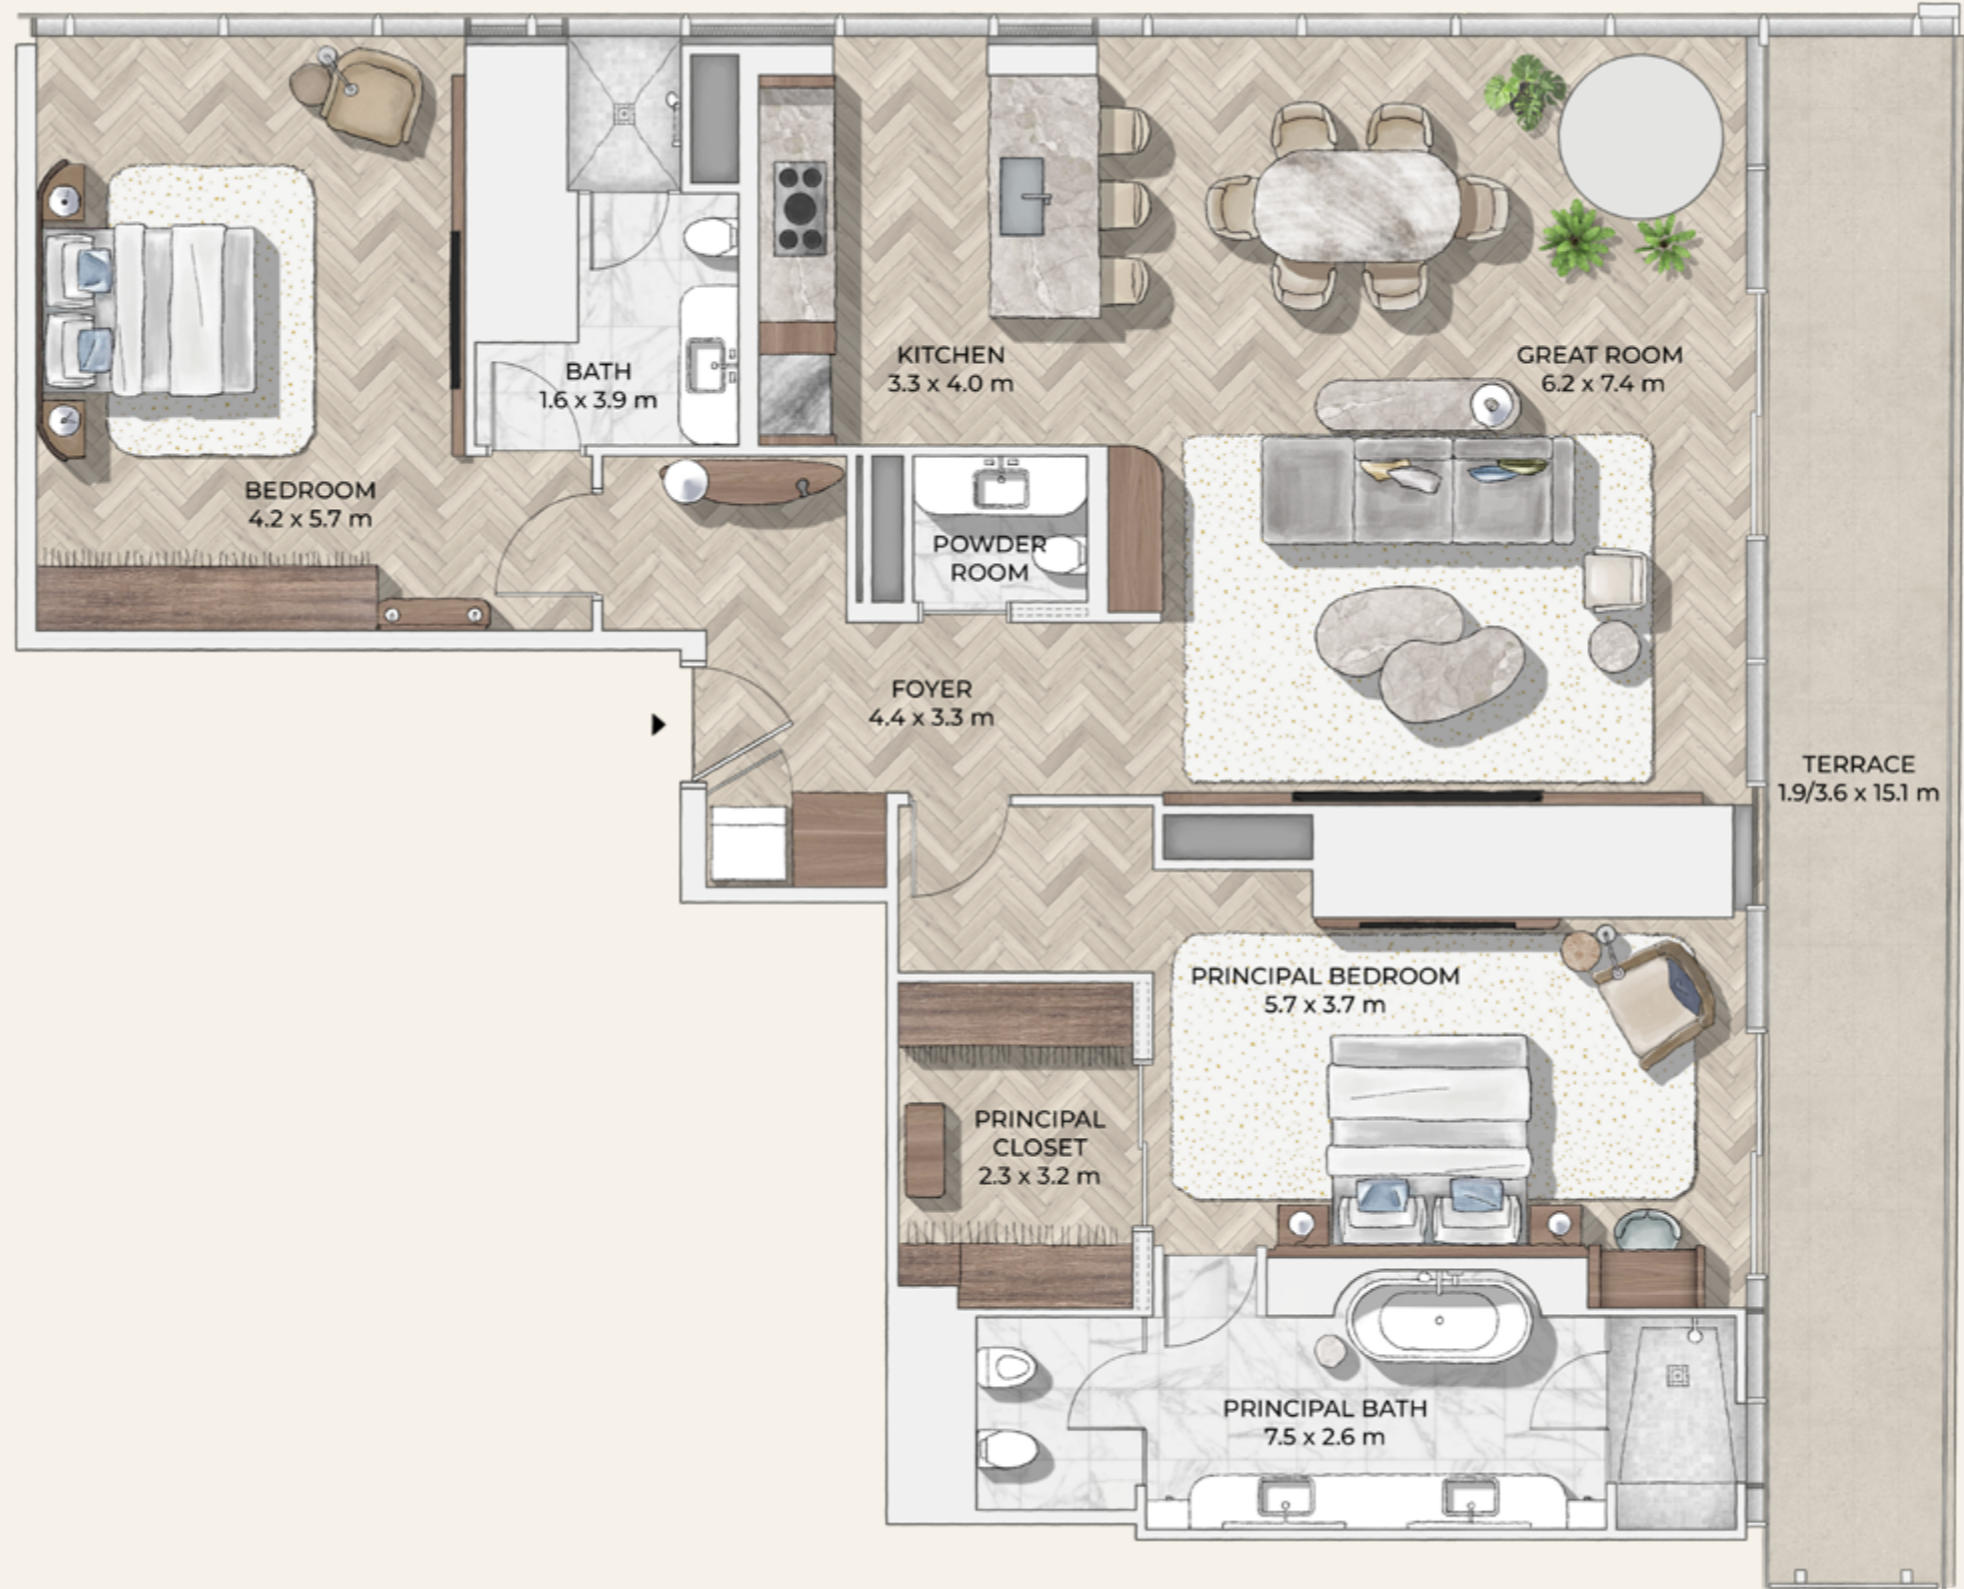 KITCHEN
3.3 x 4.0 m
GREAT ROOM
6.2 x 7.4 m
BATH
1.6 x 3.9 m
BEDROOM
4.2 x 5.7 m
POWDER
ROOM
FOYER
4.4 x 3.3 m
TERRACE
1.9/3.6 x 15.1 m
PRINCIPAL BEDROOM
5.7 x 3.7 m
PRINCIPAL
CLOSET
2.3 x 3.2 m
PRINCIPAL BATH
7.5 x 2.6 m